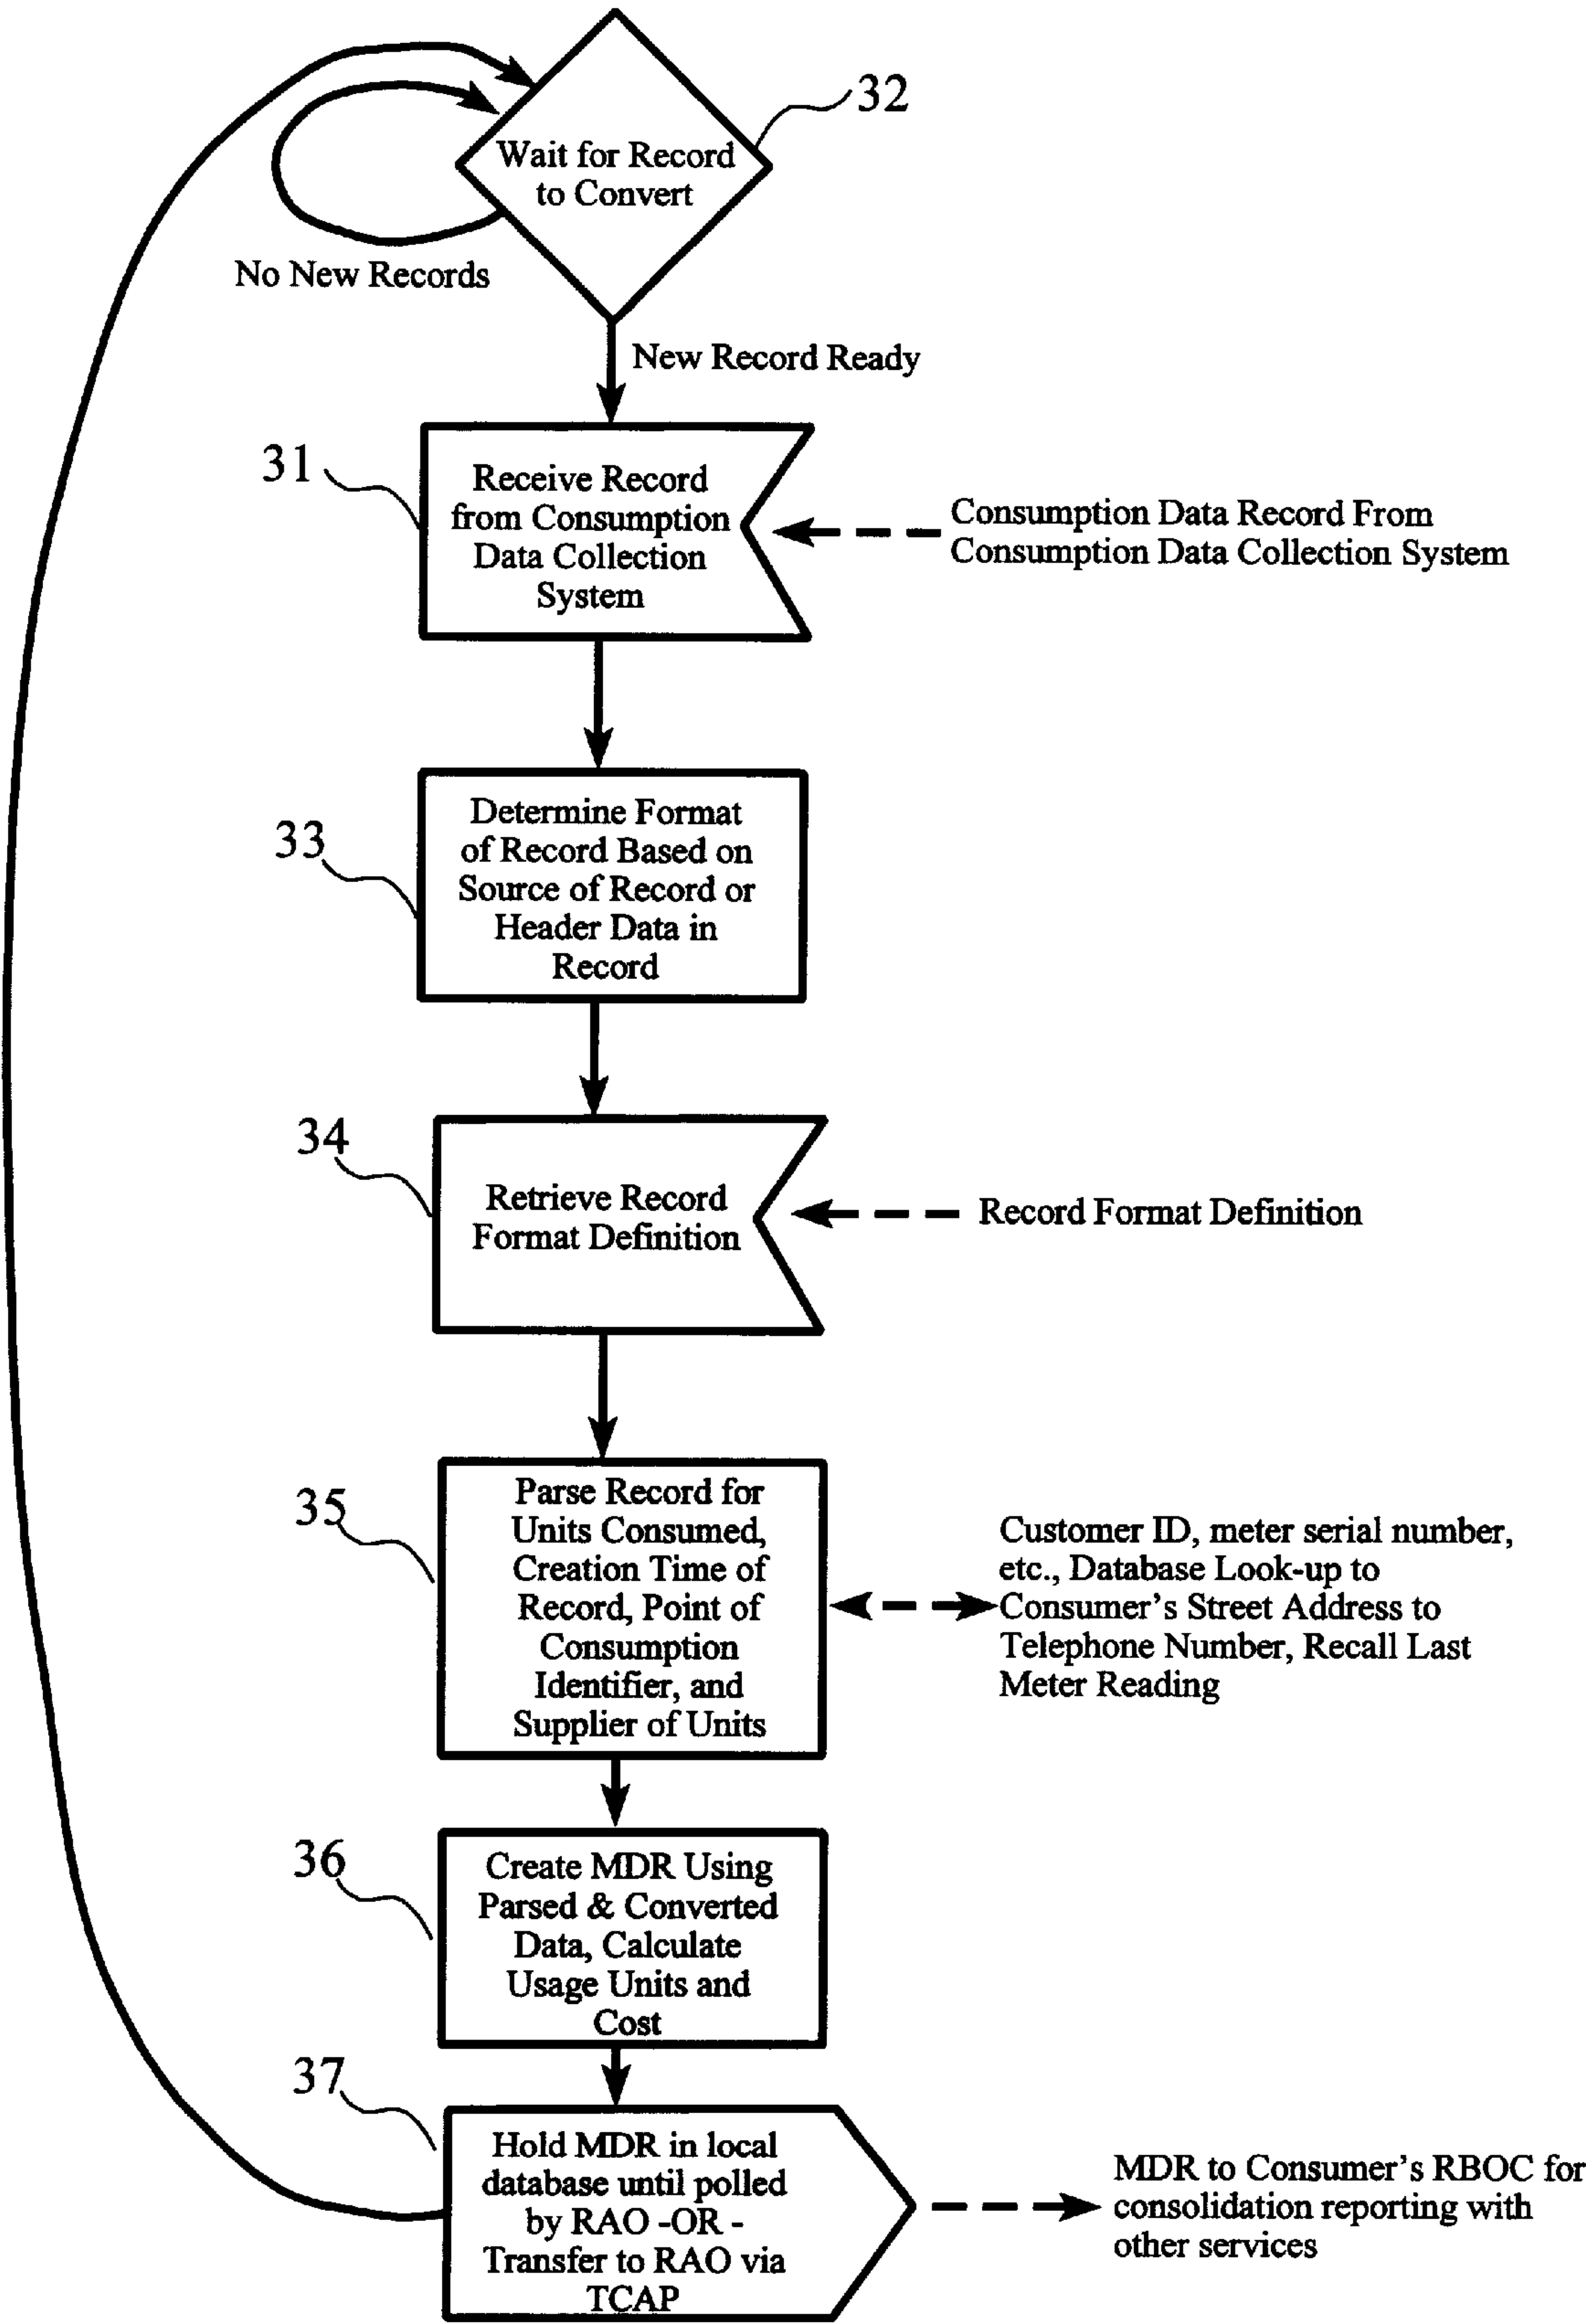 32
Wait for Record
to Convert
No New Records
New Record Ready
31
Receive Record
from Consumption
Data Collection
System
Consumption Data Record From
Consumption Data Collection System
33
Determine Format
of Record Based on
Source of Record or
Header Data in
Record
34
Retrieve Record
Format Definition
Record Format Definition
35
Parse Record for
Units Consumed,
Creation Time of
Record, Point of
Consumption
Identifier, and
Supplier of Units
Customer ID, meter serial number,
etc., Database Look-up to
Consumer's Street Address to
Telephone Number, Recall Last
Meter Reading
36
Create MDR Using
Parsed & Converted
Data, Calculate
Usage Units and
Cost
37
Hold MDR in local
database until polled
by RAO -OR -
Transfer to RAO via
TCAP
MDR to Consumer's RBOC for
consolidation reporting with
other services